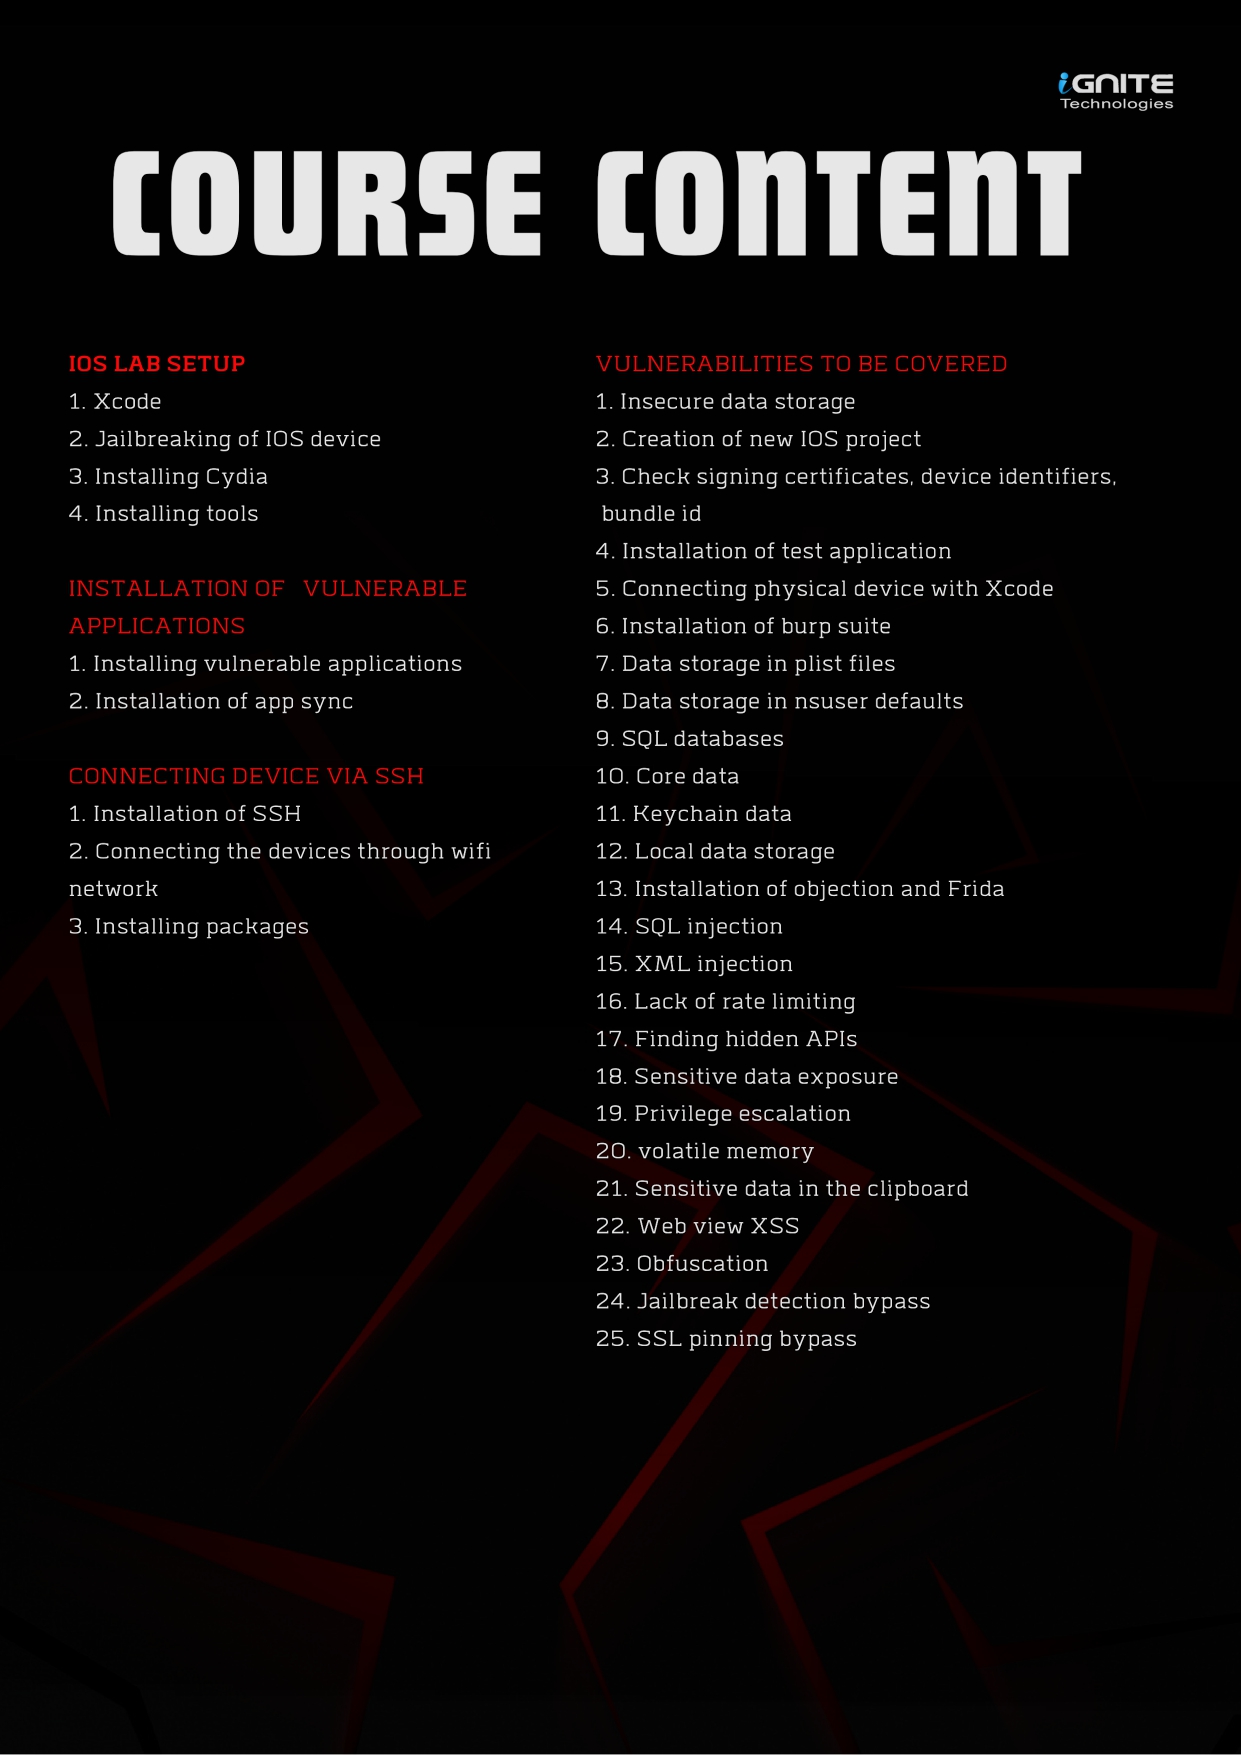 iGNITE
Technologies
COURSE CONTENT
IOS LAB SETUP
1. Xcode
2. Jailbreaking of IOS device
3. Installing Cydia
4. Installing tools
INSTALLATION OF VULNERABLE
APPLICATIONS
1. Installing vulnerable applications
2. Installation of app sync
CONNECTING DEVICE VIA SSH
1. Installation of SSH
2. Connecting the devices through wifi
network
3. Installing packages
VULNERABILITIES TO BE COVERED
1. Insecure data storage
2. Creation of new IOS project
3. Check signing certificates, device identifiers,
bundle id
4. Installation of test application
5. Connecting physical device with Xcode
6. Installation of burp suite
7. Data storage in plist files
8. Data storage in nsuser defaults
9. SQL databases
10. Core data
11. Keychain data
12. Local data storage
13. Installation of objection and Frida
14. SQL injection
15. XML injection
16. Lack of rate limiting
17. Finding hidden APIs
18. Sensitive data exposure
19. Privilege escalation
20. volatile memory
21. Sensitive data in the clipboard
22. Web view XSS
23. Obfuscation
24. Jailbreak detection bypass
25. SSL pinning bypass